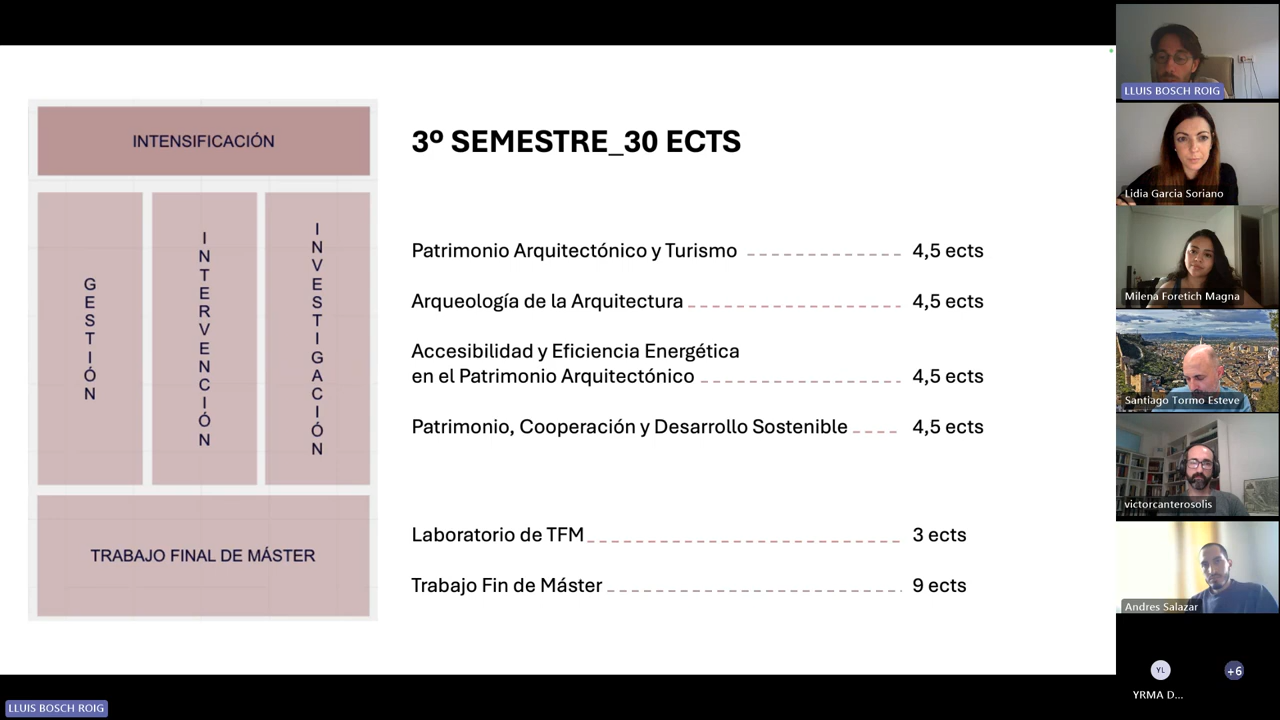 INTENSIFICACIÓN
GESTIÓN
INTERVENCIÓN
INVESTIGACIÓN
TRABAJO FINAL DE MÁSTER
3º SEMESTRE_30 ECTS
Patrimonio Arquitectónico y Turismo 4,5 ects
Arqueología de la Arquitectura 4,5 ects
Accesibilidad y Eficiencia Energética
en el Patrimonio Arquitectónico 4,5 ects
Patrimonio, Cooperación y Desarrollo Sostenible 4,5 ects
Laboratorio de TFM 3 ects
Trabajo Fin de Máster 9 ects
LLUIS BOSCH ROIG
Lidia Garcia Soriano
Milena Foretich Magna
Santiago Tormo Esteve
victorcanterosolis
Andres Salazar
YL
+6
YRMA D...
LLUIS BOSCH ROIG